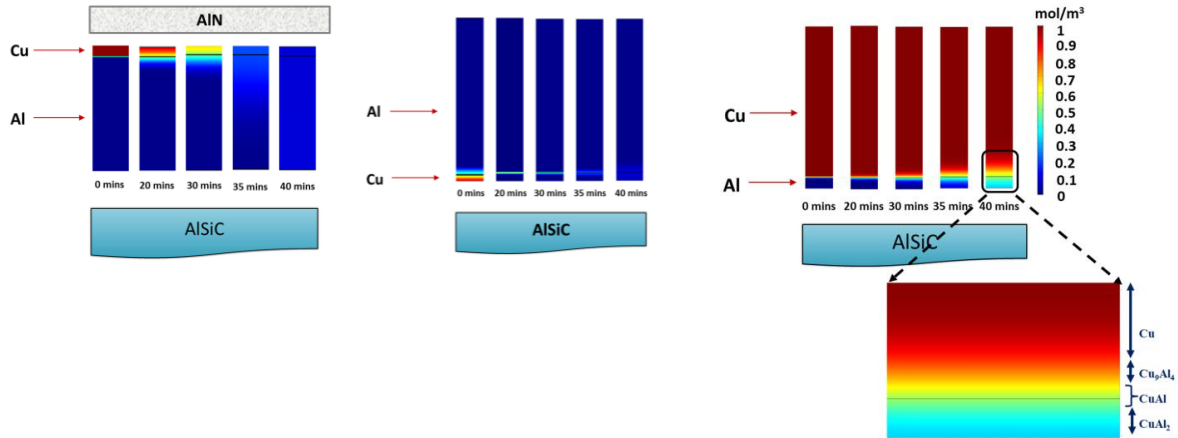 AlN
Cu
Al
0 mins 20 mins 30 mins 35 mins 40 mins
AlSiC
Al
Cu
0 mins 20 mins 30 mins 35 mins 40 mins
AlSiC
mol/m³
1
0.9
0.8
0.7
0.6
0.5
0.4
0.3
0.2
0.1
0
Cu
Al
0 mins 20 mins 30 mins 35 mins 40 mins
AlSiC
Cu
Cu₉Al₄
CuAl
CuAl₂